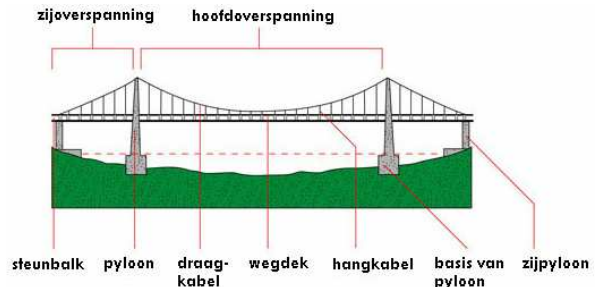 zijoverspanning
hoofdoverspanning
steunbalk
pyloon
draag-
kabel
wegdek
hangkabel
basis van
pyloon
zijpyloon